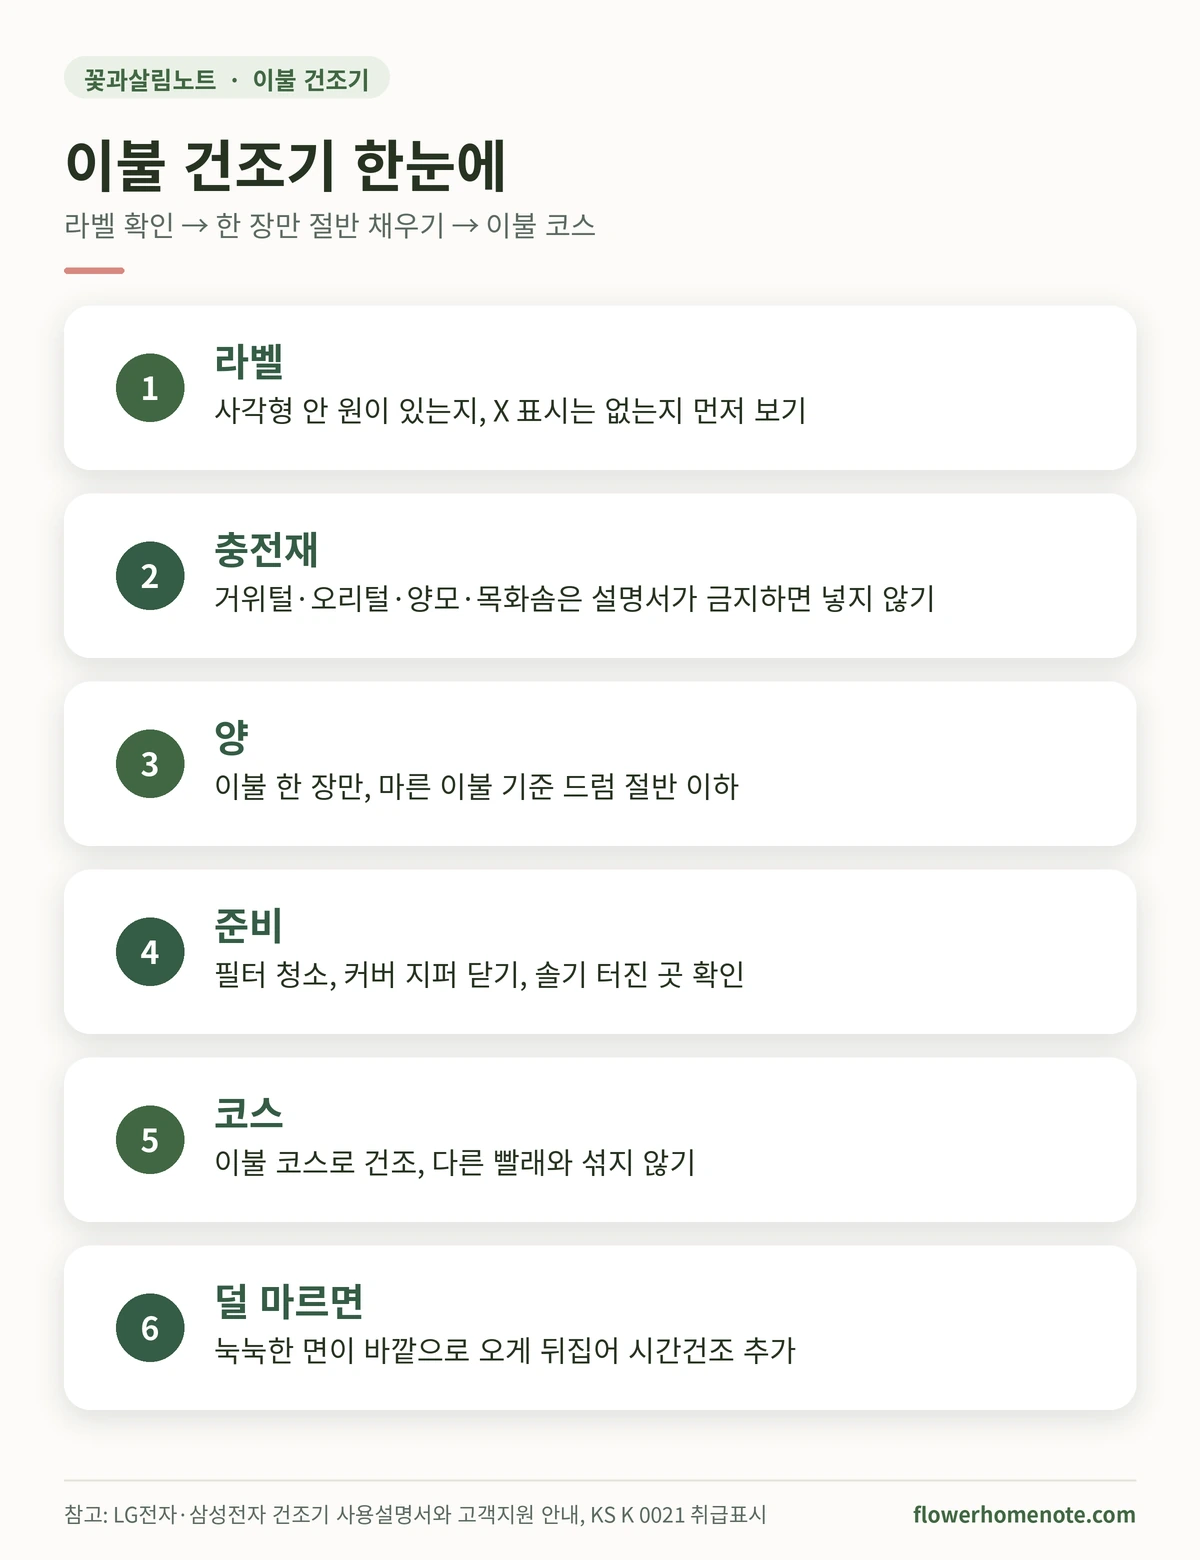 꽃과살림노트 · 이불 건조기
이불 건조기 한눈에
라벨 확인 → 한 장만 절반 채우기 → 이불 코스
1
라벨
사각형 안 원이 있는지, X 표시는 없는지 먼저 보기
2
충전재
거위털·오리털·양모·목화솜은 설명서가 금지하면 넣지 않기
3
양
이불 한 장만, 마른 이불 기준 드럼 절반 이하
4
준비
필터 청소, 커버 지퍼 닫기, 솔기 터진 곳 확인
5
코스
이불 코스로 건조, 다른 빨래와 섞지 않기
6
덜 마르면
눅눅한 면이 바깥으로 오게 뒤집어 시간건조 추가
참고: LG전자·삼성전자 건조기 사용설명서와 고객지원 안내, KS K 0021 취급표시
flowerhomenote.com